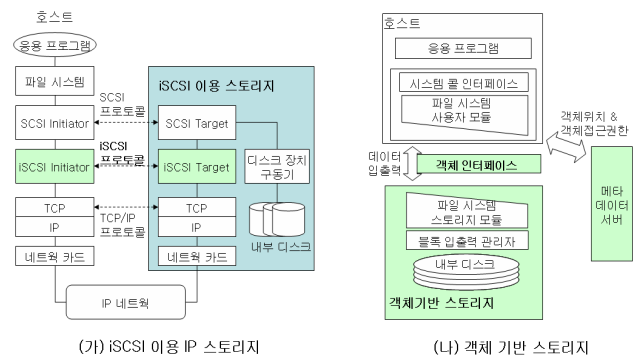 호스트
응용 프로그램
파일 시스템
SCSI Initiator
iSCSI Initiator
TCP
IP
네트웍 카드
SCSI
프로토콜
iSCSI
프로토콜
TCP/IP
프로토콜
iSCSI 이용 스토리지
SCSI Target
iSCSI Target
TCP
IP
네트웍 카드
디스크 장치
구동기
내부 디스크
IP 네트웍
(가) iSCSI 이용 IP 스토리지
호스트
응용 프로그램
시스템 콜 인터페이스
파일 시스템
사용자 모듈
데이터
입출력
객체 인터페이스
객체위치 &
객체접근권한
메타
데이터
서버
파일 시스템
스토리지 모듈
블록 입출력 관리자
내부 디스크
객체기반 스토리지
(나) 객체 기반 스토리지